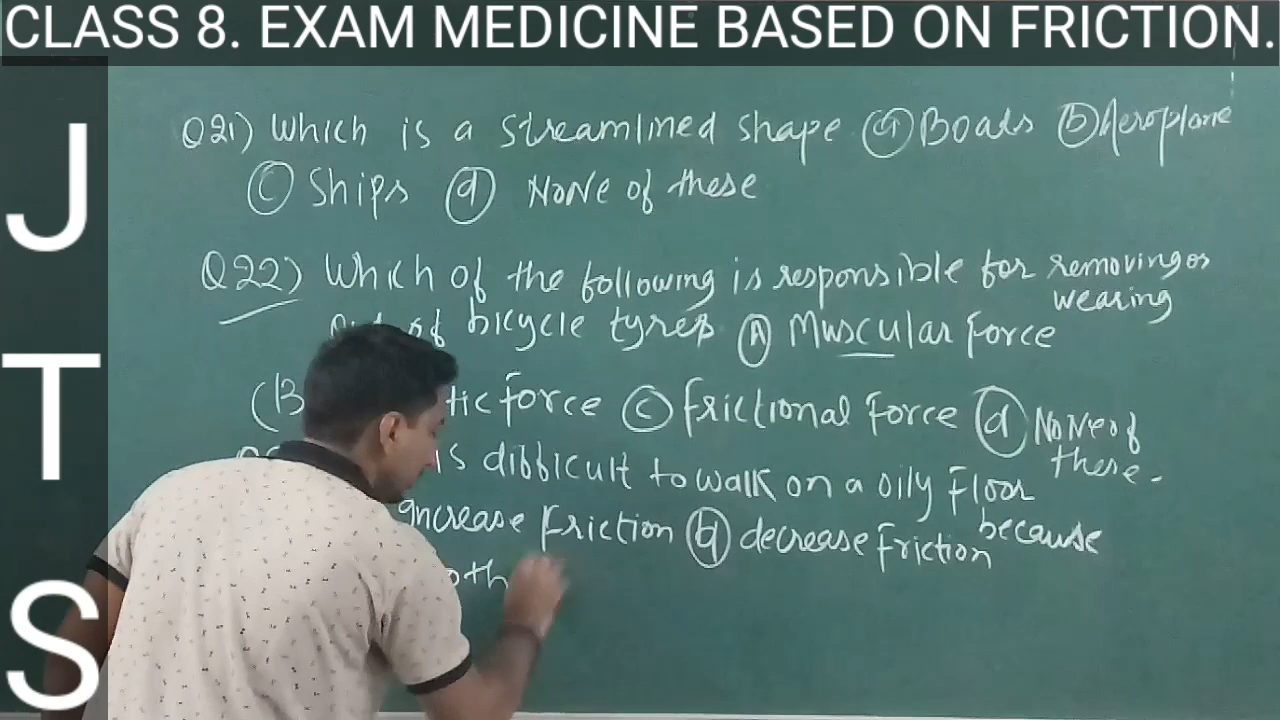 CLASS 8. EXAM MEDICINE BASED ON FRICTION.
J
T
S
Q21) Which is a streamlined shape (a) Boats (b) Aeroplane
(c) Ships (d) NoNe of these
Q22) Which of the following is responsible for removing or
wearing
of bicycle tyres (A) Muscular Force
(B tic force (c) frictional Force (d) NoNe of
these.
is difficult to walk on a oily Floor
because
increase friction (b) decrease friction
oth